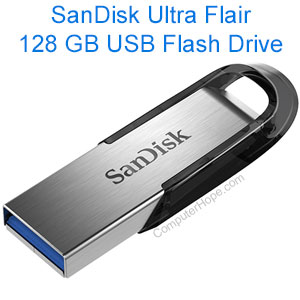 SanDisk Ultra Flair
128 GB USB Flash Drive
SanDisk
ComputerHope.com